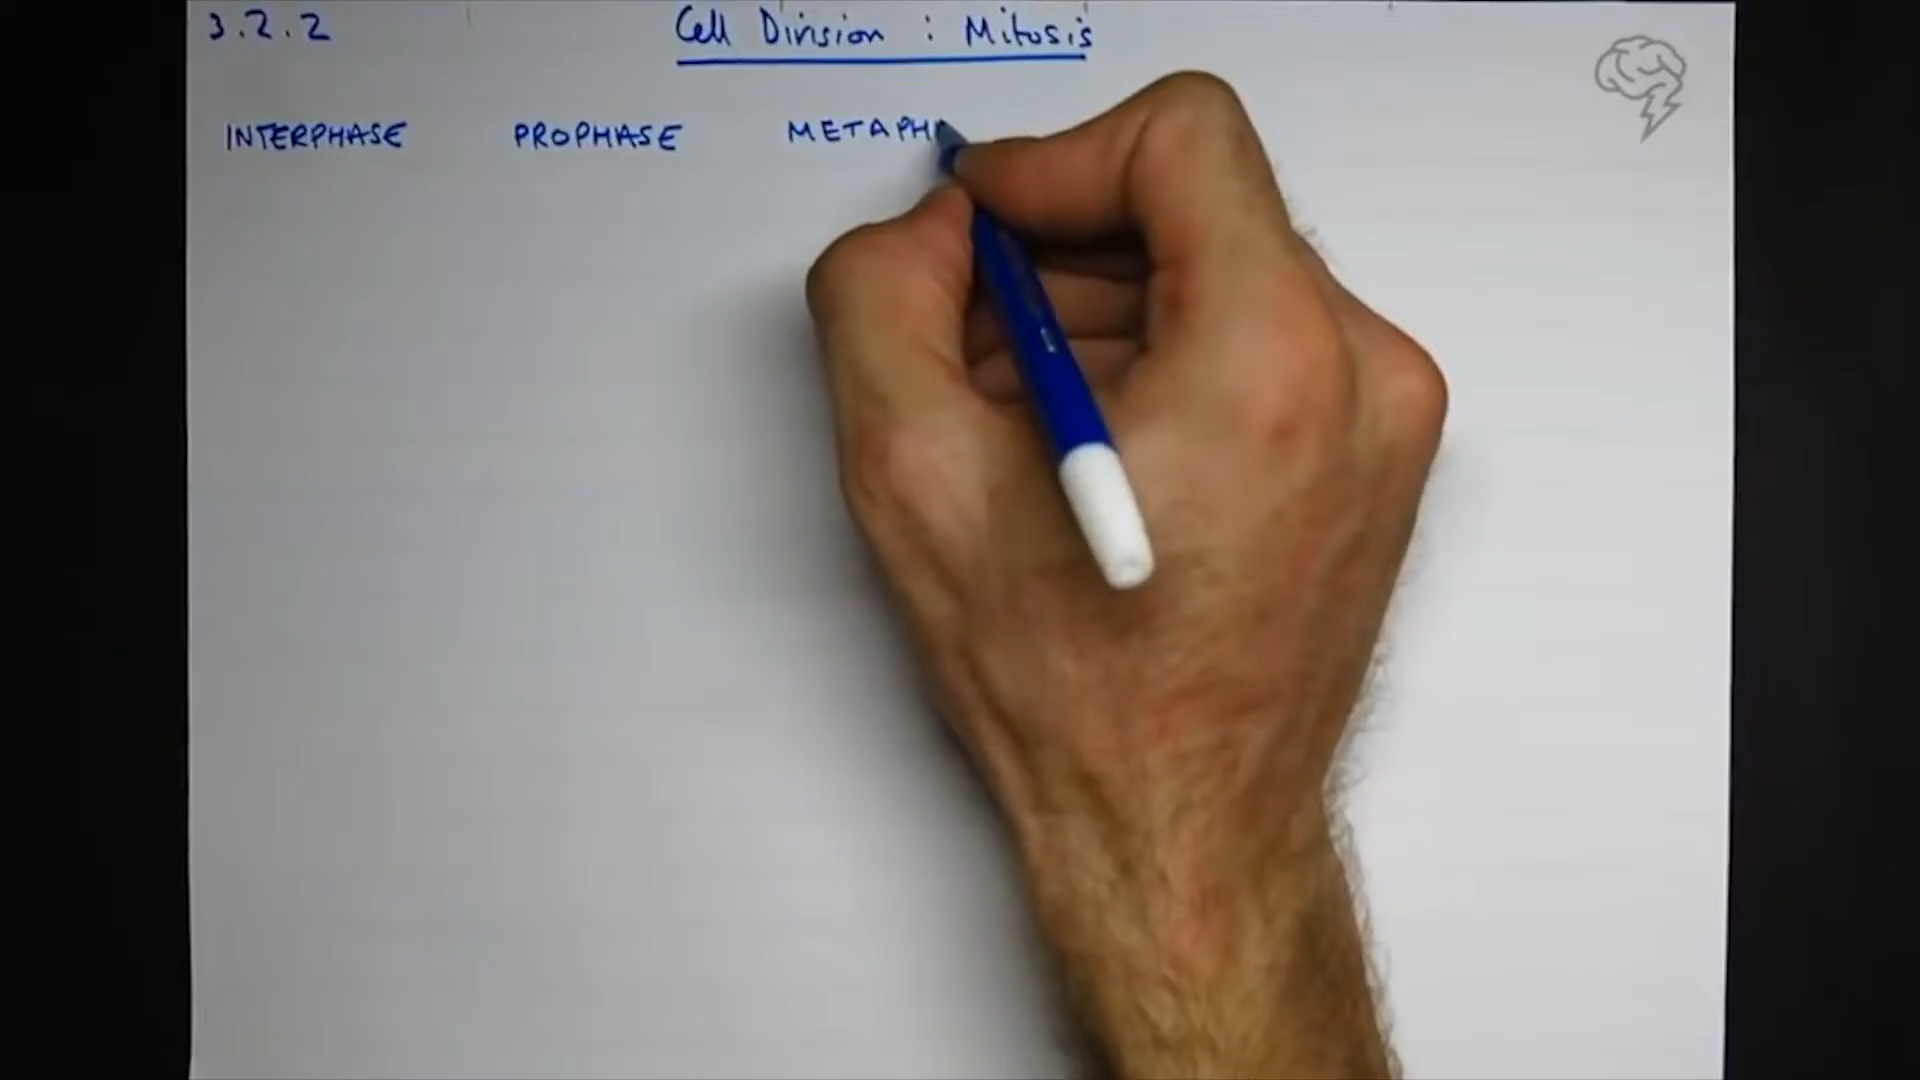 3.2.2 Cell Division : Mitosis
INTERPHASE PROPHASE METAPH